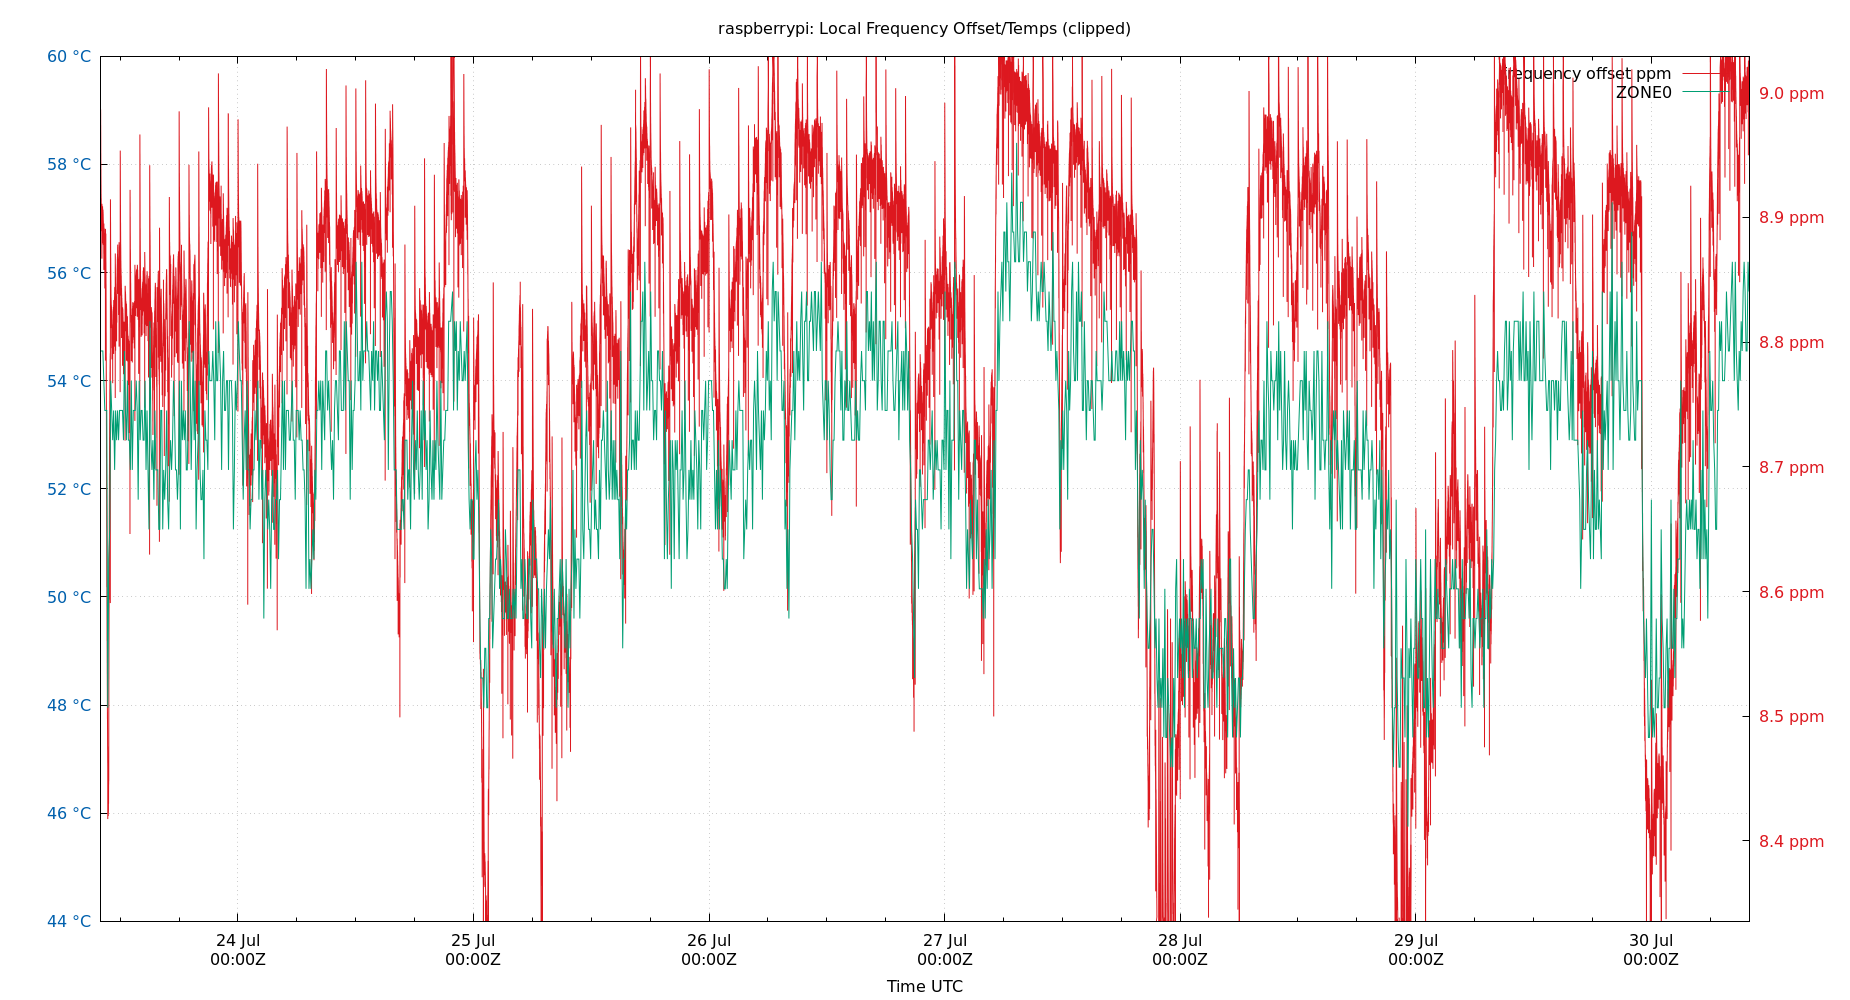 raspberrypi: Local Frequency Offset/Temps (clipped)
60 °C
58 °C
56 °C
54 °C
52 °C
50 °C
48 °C
46 °C
44 °C
frequency offset ppm
ZONE0
9.0 ppm
8.9 ppm
8.8 ppm
8.7 ppm
8.6 ppm
8.5 ppm
8.4 ppm
24 Jul
00:00Z
25 Jul
00:00Z
26 Jul
00:00Z
27 Jul
00:00Z
28 Jul
00:00Z
29 Jul
00:00Z
30 Jul
00:00Z
Time UTC